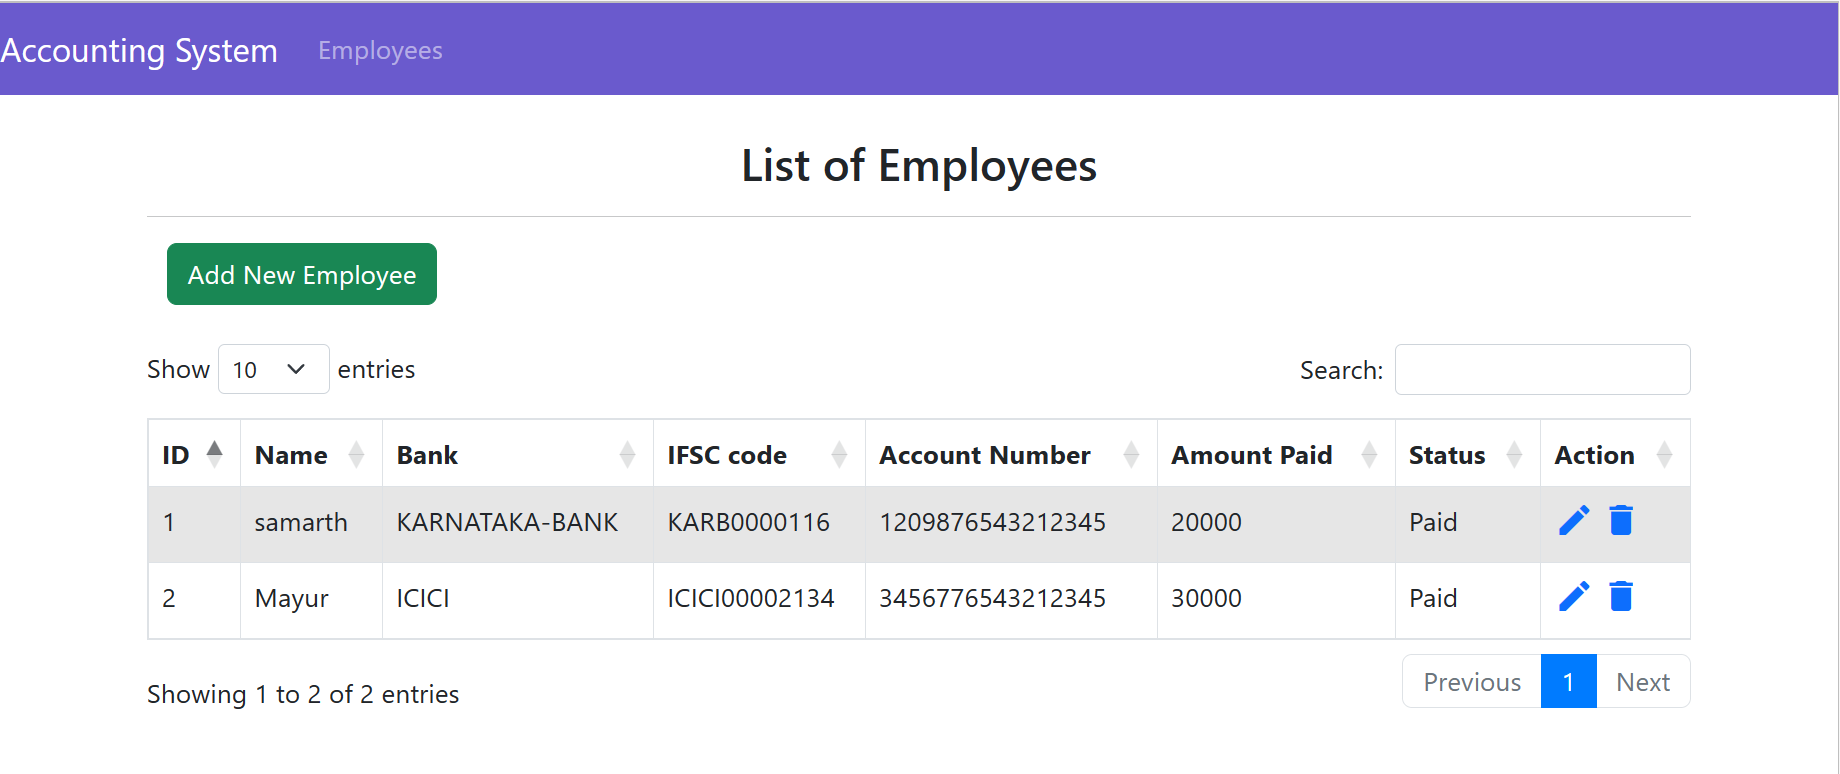 Accounting System Employees
List of Employees
Add New Employee
Show 10 entries Search:
ID Name Bank IFSC code Account Number Amount Paid Status Action
1 samarth KARNATAKA-BANK KARB0000116 1209876543212345 20000 Paid
2 Mayur ICICI ICICI00002134 3456776543212345 30000 Paid
Showing 1 to 2 of 2 entries Previous 1 Next